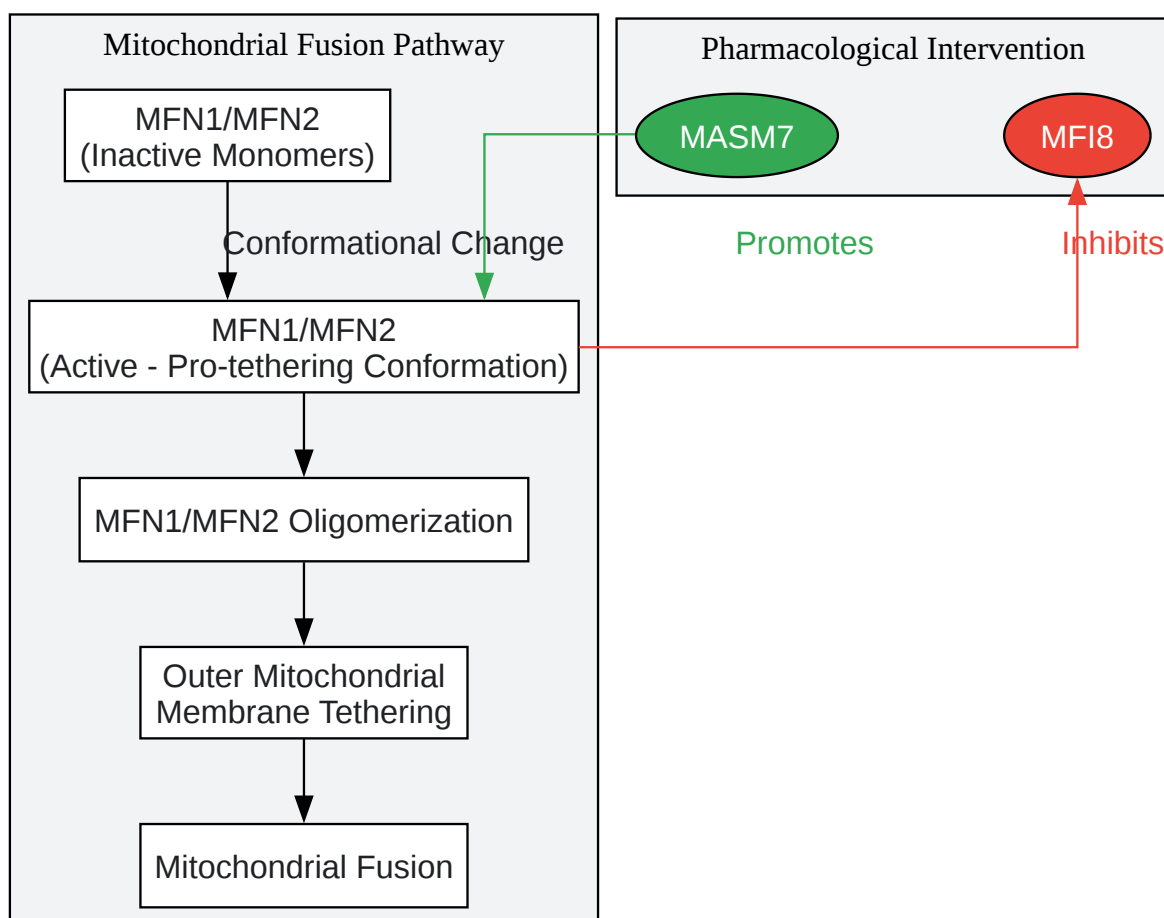 Mitochondrial Fusion Pathway
MFN1/MFN2
(Inactive Monomers)
Conformational Change
MFN1/MFN2
(Active - Pro-tethering Conformation)
MFN1/MFN2 Oligomerization
Outer Mitochondrial
Membrane Tethering
Mitochondrial Fusion
Pharmacological Intervention
MASM7
MFI8
Promotes
Inhibits